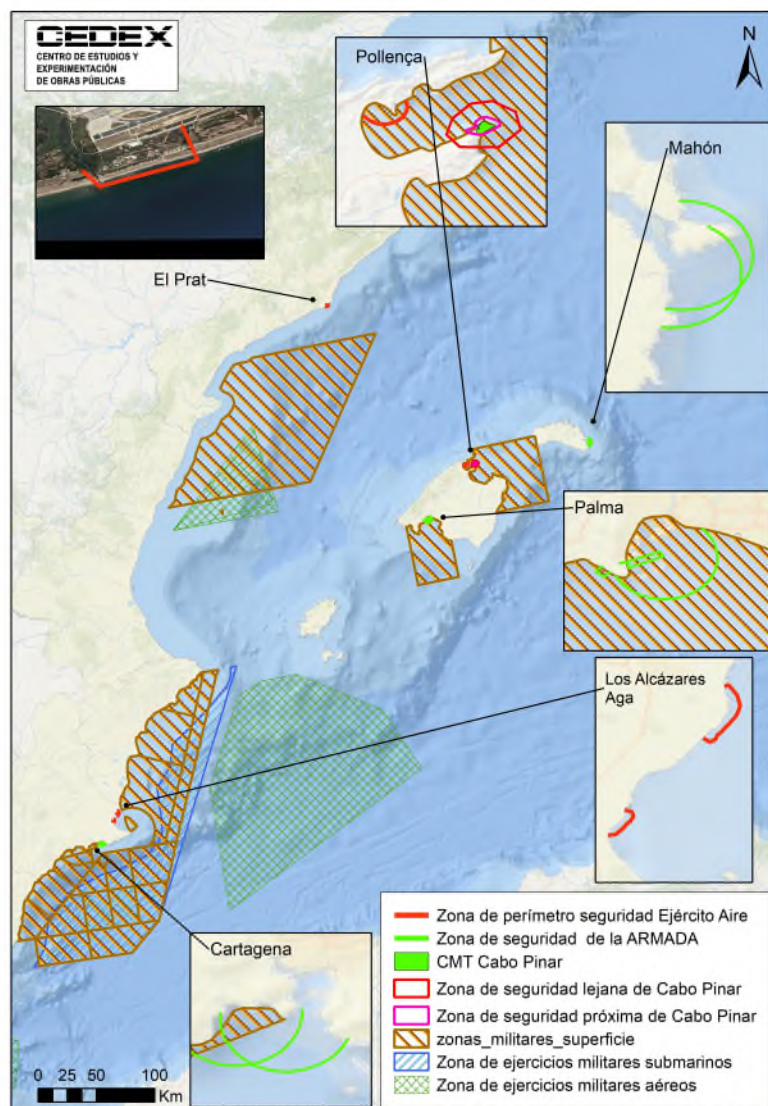 CEDEX
CENTRO DE ESTUDIOS Y
EXPERIMENTACIÓN
DE OBRAS PÚBLICAS
Pollença
N
Mahón
El Prat
Palma
Los Alcázares
Aga
Cartagena
Zona de perímetro seguridad Ejército Aire
Zona de seguridad de la ARMADA
CMT Cabo Pinar
Zona de seguridad lejana de Cabo Pinar
Zona de seguridad próxima de Cabo Pinar
zonas_militares_superficie
Zona de ejercicios militares submarinos
Zona de ejercicios militares aéreos
0 25 50 100
Km